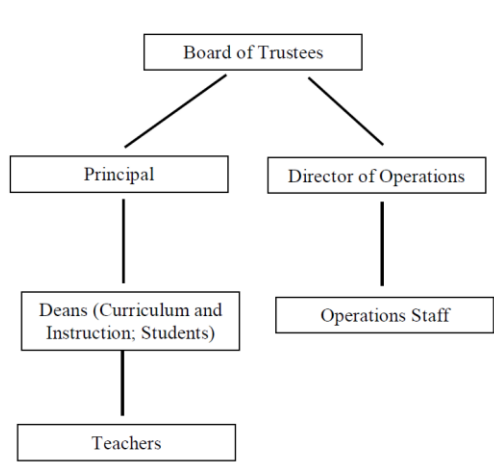 Board of Trustees
Principal
Director of Operations
Deans (Curriculum and
Instruction; Students)
Operations Staff
Teachers